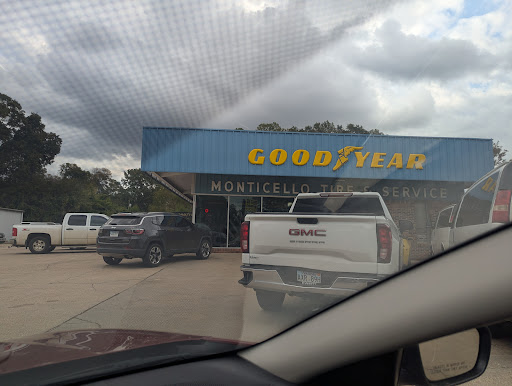 GOODYEAR
MONTICELLO TIRE & SERVICE
GMC